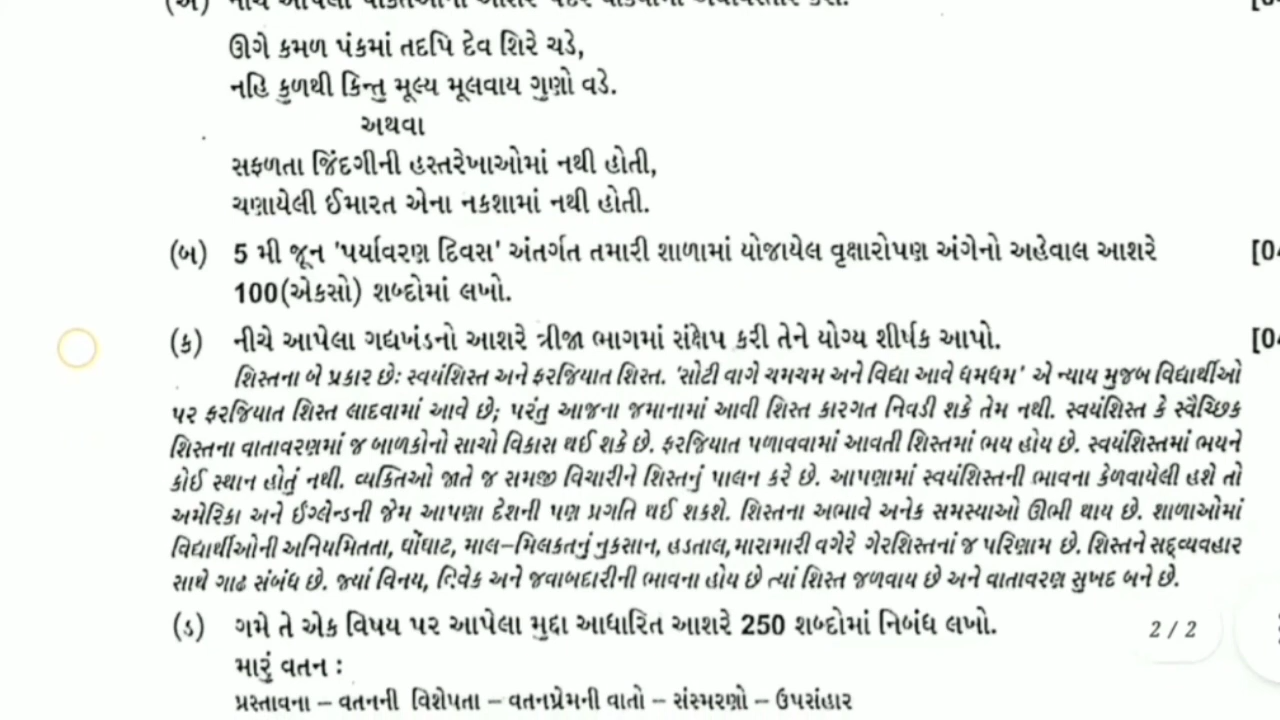 ઊગે કમળ પંકમાં તદપિ દેવ શિરે ચડે,
નહિ કુળથી કિન્તુ મૂલ્ય મૂલવાય ગુણો વડે.
અથવા
સફળતા જિંદગીની હસ્તરેખાઓમાં નથી હોતી,
ચણાયેલી ઈમારત એના નકશામાં નથી હોતી.
(બ) 5 મી જૂન 'પર્યાવરણ દિવસ' અંતર્ગત તમારી શાળામાં યોજાયેલ વૃક્ષારોપણ અંગેનો અહેવાલ આશરે
100(એકસો) શબ્દોમાં લખો.
(ક) નીચે આપેલા ગદ્યખંડનો આશરે ત્રીજા ભાગમાં સંક્ષેપ કરી તેને યોગ્ય શીર્ષક આપો.
શિસ્તના બે પ્રકાર છેઃ સ્વયંશિસ્ત અને ફરજિયાત શિસ્ત. 'સોટી વાગે ચમચમ અને વિદ્યા આવે ધમધમ' એ ન્યાય મુજબ વિદ્યાર્થીઓ
પર ફરજિયાત શિસ્ત લાદવામાં આવે છે; પરંતુ આજના જમાનામાં આવી શિસ્ત કારગત નિવડી શકે તેમ નથી. સ્વયંશિસ્ત કે સ્વૈચ્છિક
શિસ્તના વાતાવરણમાં જ બાળકોનો સાચો વિકાસ થઈ શકે છે. ફરજિયાત પળાવવામાં આવતી શિસ્તમાં ભય હોય છે. સ્વયંશિસ્તમાં ભયને
કોઈ સ્થાન હોતું નથી. વ્યક્તિઓ જાતે જ સમજી વિચારીને શિસ્તનું પાલન કરે છે. આપણામાં સ્વયંશિસ્તની ભાવના કેળવાયેલી હશે તો
અમેરિકા અને ઈંગ્લેન્ડની જેમ આપણા દેશની પણ પ્રગતિ થઈ શકશે. શિસ્તના અભાવે અનેક સમસ્યાઓ ઊભી થાય છે. શાળાઓમાં
વિદ્યાર્થીઓની અનિયમિતતા, ઘોંઘાટ, માલ-મિલકતનું નુકસાન, હડતાલ,મારામારી વગેરે ગેરશિસ્તનાં જ પરિણામ છે. શિસ્તને સદ્વ્યવહાર
સાથે ગાઢ સંબંધ છે. જ્યાં વિનય, વિવેક અને જવાબદારીની ભાવના હોય છે ત્યાં શિસ્ત જળવાય છે અને વાતાવરણ સુખદ બને છે.
(ડ) ગમે તે એક વિષય પર આપેલા મુદ્દા આધારિત આશરે 250 શબ્દોમાં નિબંધ લખો.
2 / 2
મારું વતન :
પ્રસ્તાવના – વતનની વિશેષતા – વતનપ્રેમની વાતો – સંસ્મરણો – ઉપસંહાર